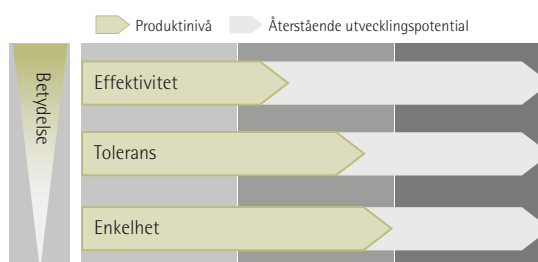 Produktinivå
Återstående utvecklingspotential
Betydelse
Effektivitet
Tolerans
Enkelhet